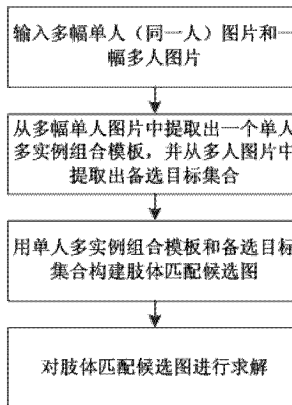 输入多幅单人（同一人）图片和一
幅多人图片
从多幅单人图片中提取出一个单人
多实例组合模板，并从多人图片中
提取出备选目标集合
用单人多实例组合模板和备选目标
集合构建肢体匹配候选图
对肢体匹配候选图进行求解